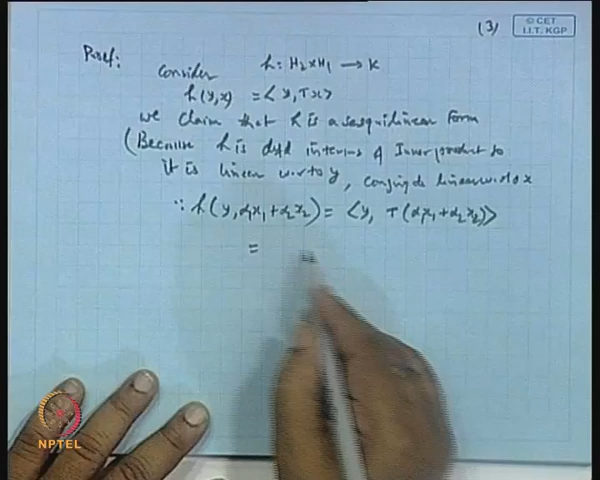 (3)
© CET
I.I.T. KGP
Proof:
Consider h: H₂×H₁ → K
h(y,x) = <y, Tx>
we claim that h is a sesquilinear Form
(Because h is dfd interms of Inner product so
it is linear w.r.to y, conjugate linear w.r.to x
∵ h(y, α₁x₁+α₂x₂) = <y, T(α₁x₁+α₂x₂)>
=
NPTEL